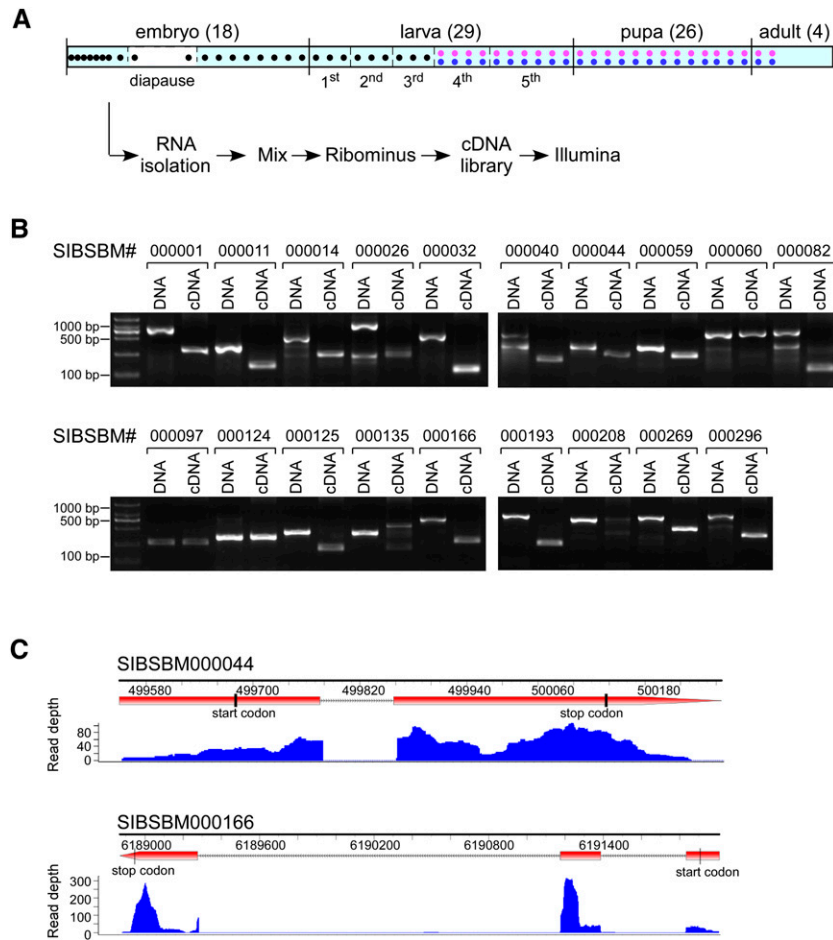 A
embryo (18) larva (29) pupa (26) adult (4)
diapause 1st 2nd 3rd 4th 5th
RNA isolation Mix Ribominus cDNA library Illumina
B
SIBSBM# 000001 000011 000014 000026 000032 000040 000044 000059 000060 000082
DNA cDNA DNA cDNA DNA cDNA DNA cDNA DNA cDNA DNA cDNA DNA cDNA DNA cDNA DNA cDNA DNA cDNA
1000 bp
500 bp
100 bp
SIBSBM# 000097 000124 000125 000135 000166 000193 000208 000269 000296
DNA cDNA DNA cDNA DNA cDNA DNA cDNA DNA cDNA DNA cDNA DNA cDNA DNA cDNA DNA cDNA
1000 bp
500 bp
100 bp
C
SIBSBM000044
499580 499700 499820 499940 500060 500180
start codon stop codon
Read depth
80
40
0
SIBSBM000166
6189000 6189600 6190200 6190800 6191400
stop codon start codon
Read depth
300
200
100
0